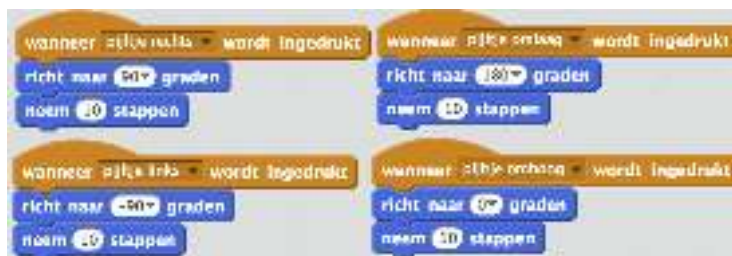 wanneer pijltje rechts wordt ingedrukt
richt naar 90 graden
neem 10 stappen
wanneer pijltje omlaag wordt ingedrukt
richt naar 180 graden
neem 10 stappen
wanneer pijltje links wordt ingedrukt
richt naar -90 graden
neem 10 stappen
wanneer pijltje omhoog wordt ingedrukt
richt naar 0 graden
neem 10 stappen